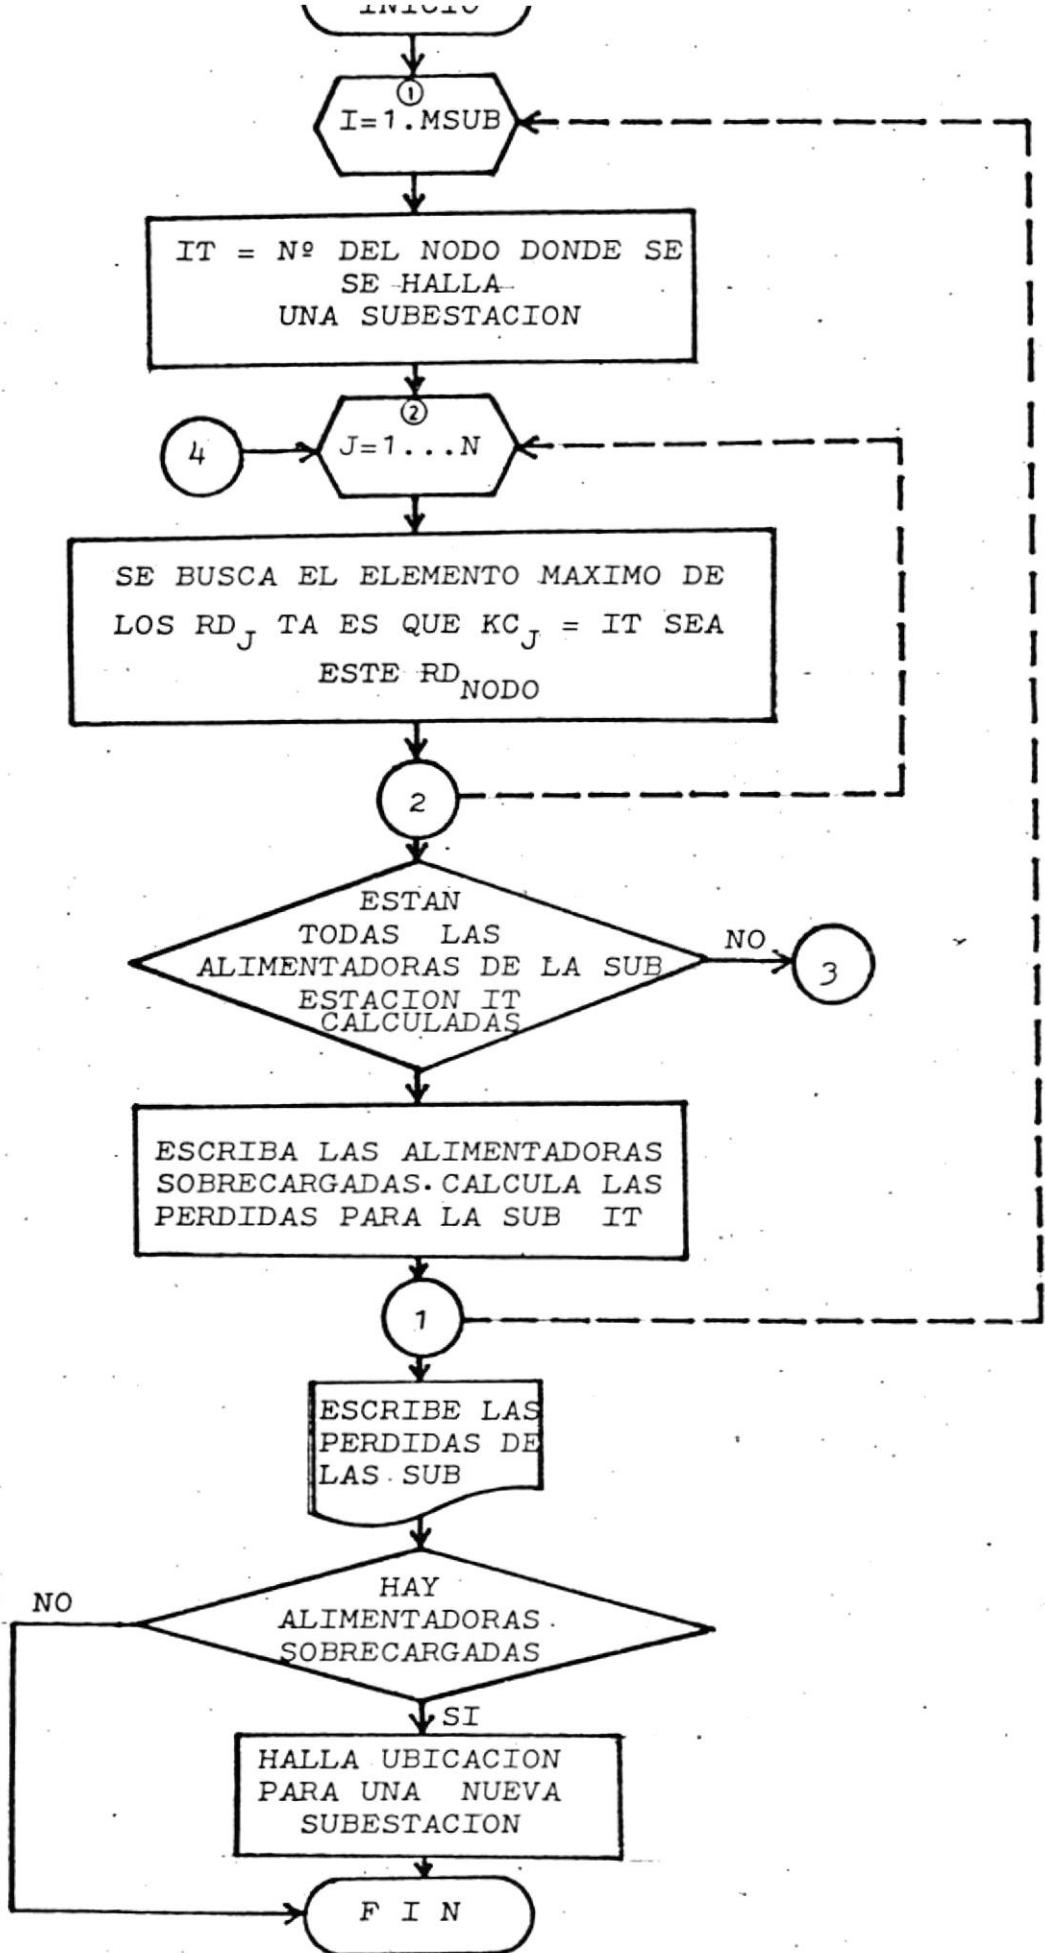 INICIO
1
I=1.MSUB
IT = Nº DEL NODO DONDE SE
SE HALLA
UNA SUBESTACION
2
4
J=1...N
SE BUSCA EL ELEMENTO MAXIMO DE
LOS RD_J TA ES QUE KC_J = IT SEA
ESTE RD_NODO
2
ESTAN
TODAS LAS
ALIMENTADORAS DE LA SUB
ESTACION IT
CALCULADAS
NO
3
ESCRIBA LAS ALIMENTADORAS
SOBRECARGADAS. CALCULA LAS
PERDIDAS PARA LA SUB IT
1
ESCRIBE LAS
PERDIDAS DE
LAS SUB
HAY
ALIMENTADORAS
SOBRECARGADAS
NO
SI
HALLA UBICACION
PARA UNA NUEVA
SUBESTACION
F I N